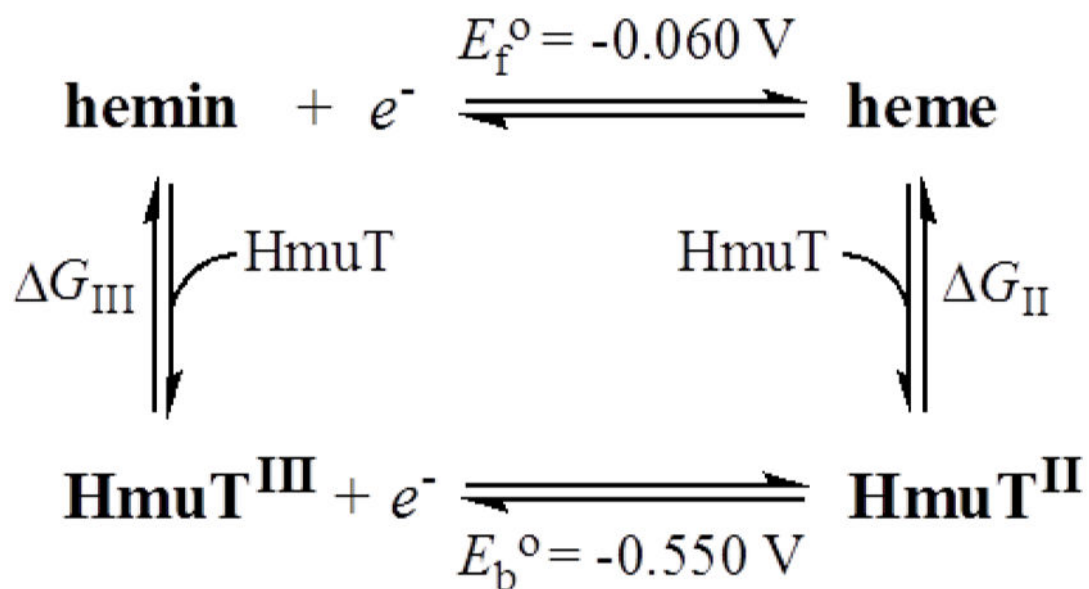 E_f^o = -0.060 V
hemin + e^- heme
HmuT HmuT
ΔG_III ΔG_II
HmuT^III + e^- HmuT^II
E_b^o = -0.550 V